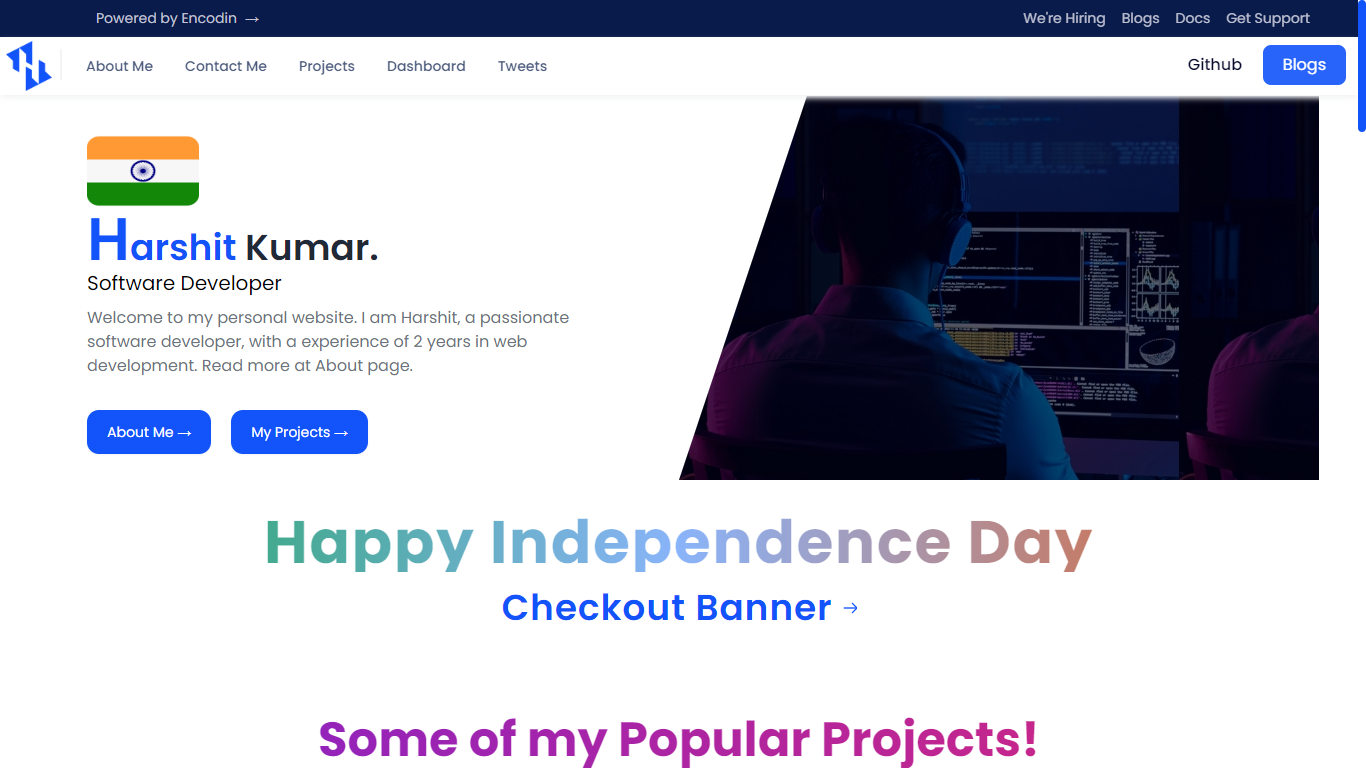 Powered by Encodin →
We're Hiring Blogs Docs Get Support
About Me Contact Me Projects Dashboard Tweets
Github Blogs
Harshit Kumar.
Software Developer
Welcome to my personal website. I am Harshit, a passionate
software developer, with a experience of 2 years in web
development. Read more at About page.
About Me → My Projects →
Happy Independence Day
Checkout Banner →
Some of my Popular Projects!